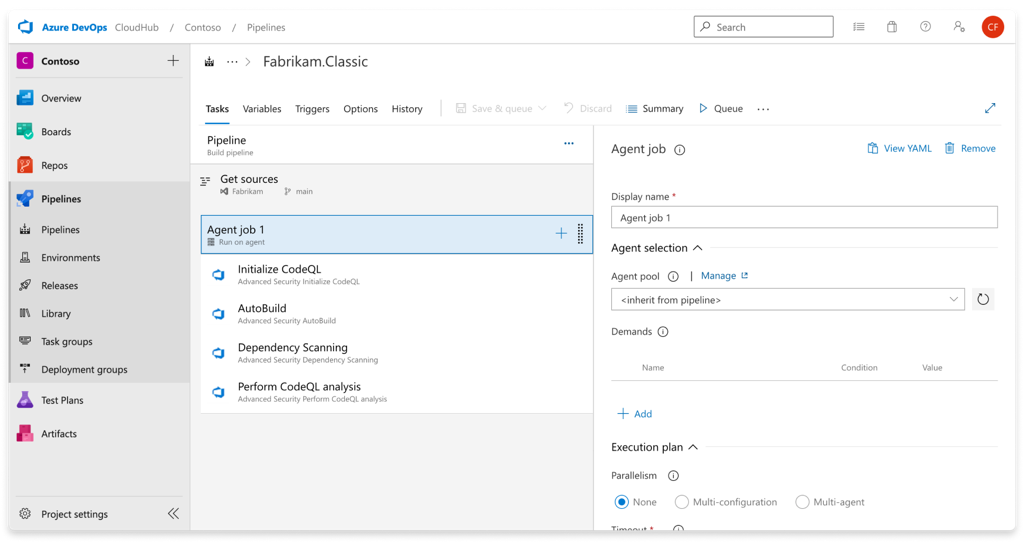 Azure DevOps CloudHub / Contoso / Pipelines
Search
CF
C Contoso
Overview
Boards
Repos
Pipelines
Pipelines
Environments
Releases
Library
Task groups
Deployment groups
Test Plans
Artifacts
Project settings
··· > Fabrikam.Classic
Tasks Variables Triggers Options History Save & queue Discard Summary Queue ···
Pipeline
Build pipeline
Get sources
Fabrikam main
Agent job 1
Run on agent
Initialize CodeQL
Advanced Security Initialize CodeQL
AutoBuild
Advanced Security AutoBuild
Dependency Scanning
Advanced Security Dependency Scanning
Perform CodeQL analysis
Advanced Security Perform CodeQL analysis
Agent job View YAML Remove
Display name *
Agent job 1
Agent selection
Agent pool | Manage
<inherit from pipeline>
Demands
Name Condition Value
Add
Execution plan
Parallelism
None Multi-configuration Multi-agent
Timeout *